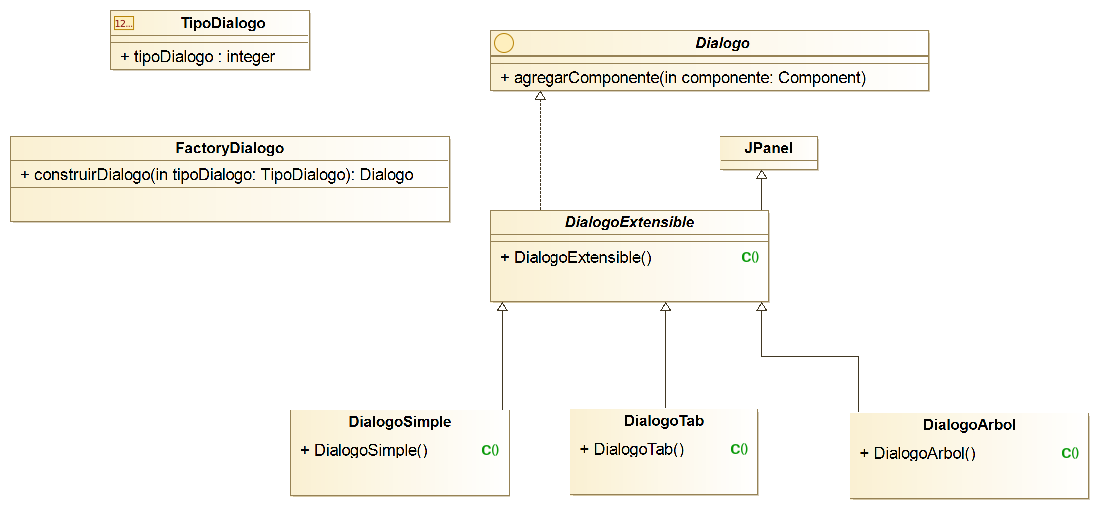 12...
TipoDialogo
+ tipoDialogo : integer
Dialogo
+ agregarComponente(in componente: Component)
FactoryDialogo
+ construirDialogo(in tipoDialogo: TipoDialogo): Dialogo
JPanel
DialogoExtensible
+ DialogoExtensible() C()
DialogoSimple
+ DialogoSimple() C()
DialogoTab
+ DialogoTab() C()
DialogoArbol
+ DialogoArbol() C()